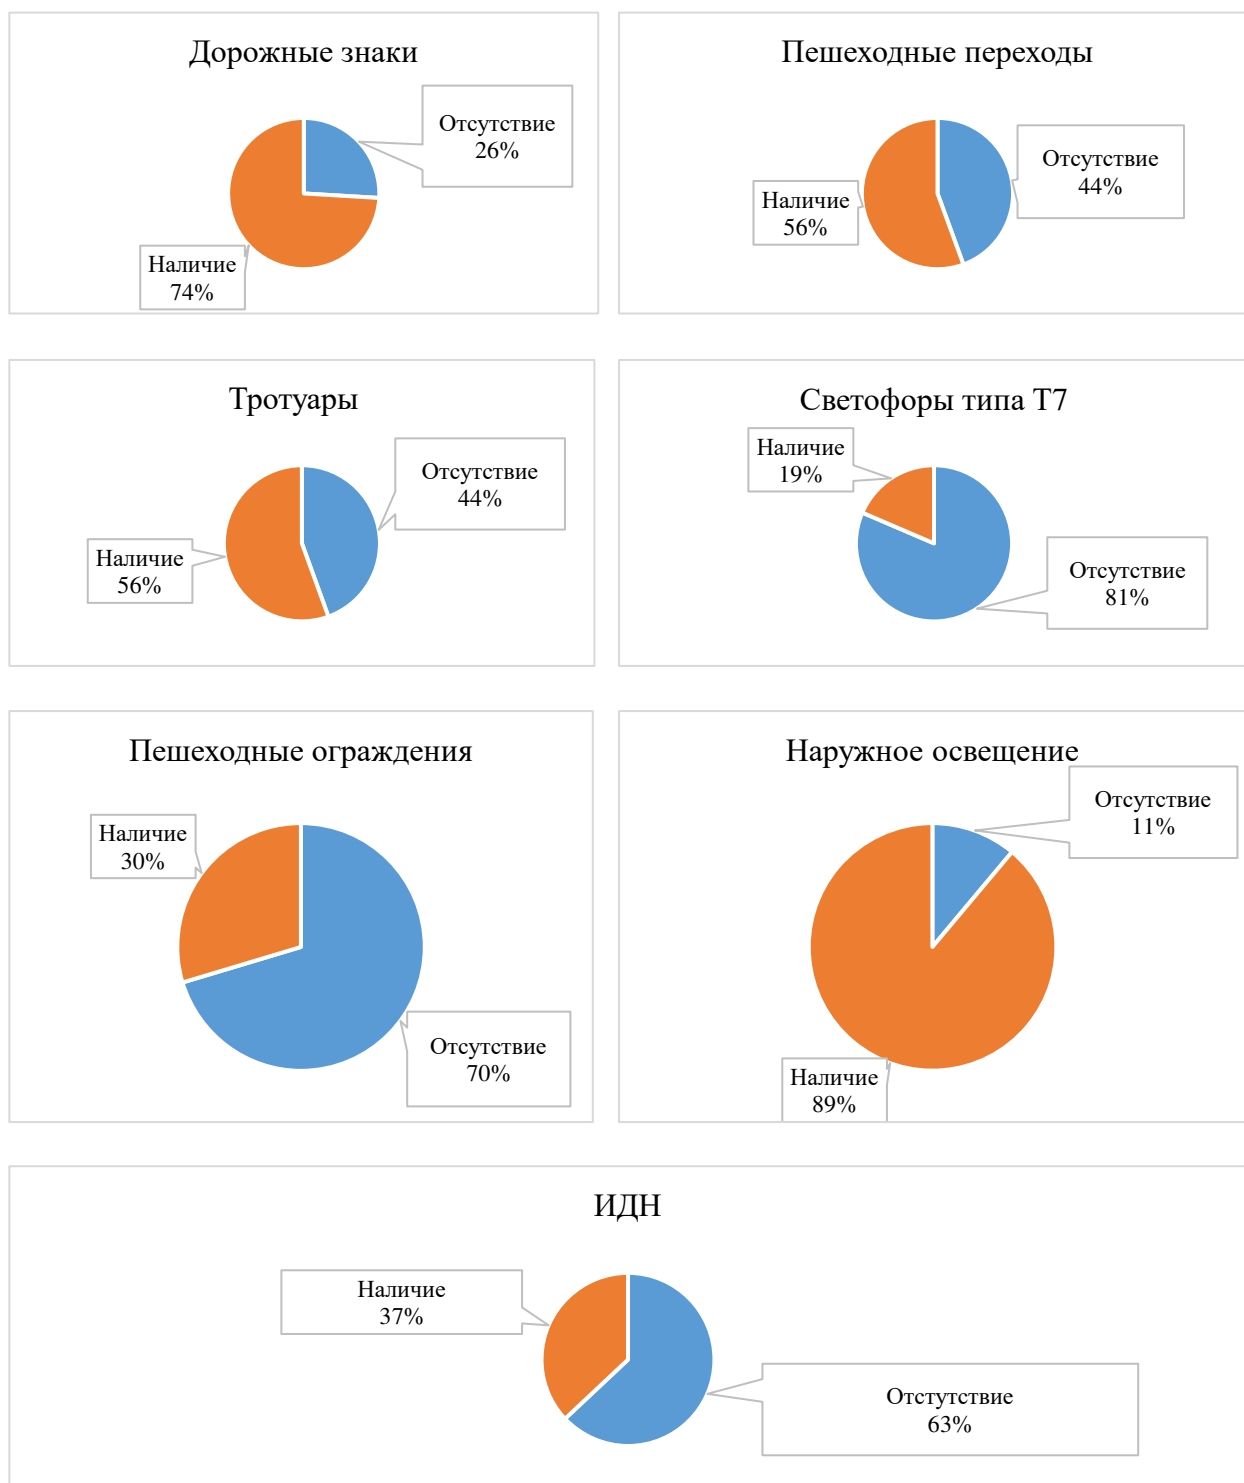 Дорожные знаки
Отсутствие
26%
Наличие
74%
Пешеходные переходы
Отсутствие
44%
Наличие
56%
Тротуары
Отсутствие
44%
Наличие
56%
Светофоры типа Т7
Наличие
19%
Отсутствие
81%
Пешеходные ограждения
Наличие
30%
Отсутствие
70%
Наружное освещение
Отсутствие
11%
Наличие
89%
ИДН
Наличие
37%
Отстутствие
63%